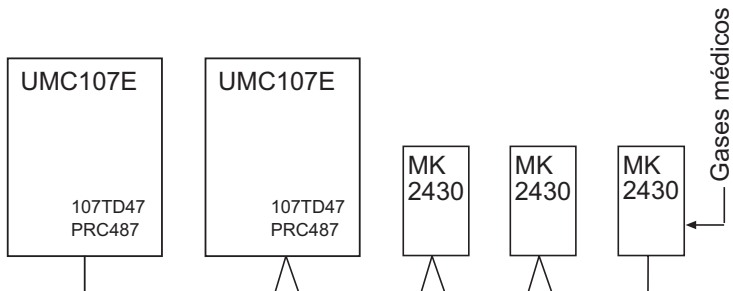 UMC107E
107TD47
PRC487
UMC107E
107TD47
PRC487
MK
2430
MK
2430
MK
2430
Gases médicos